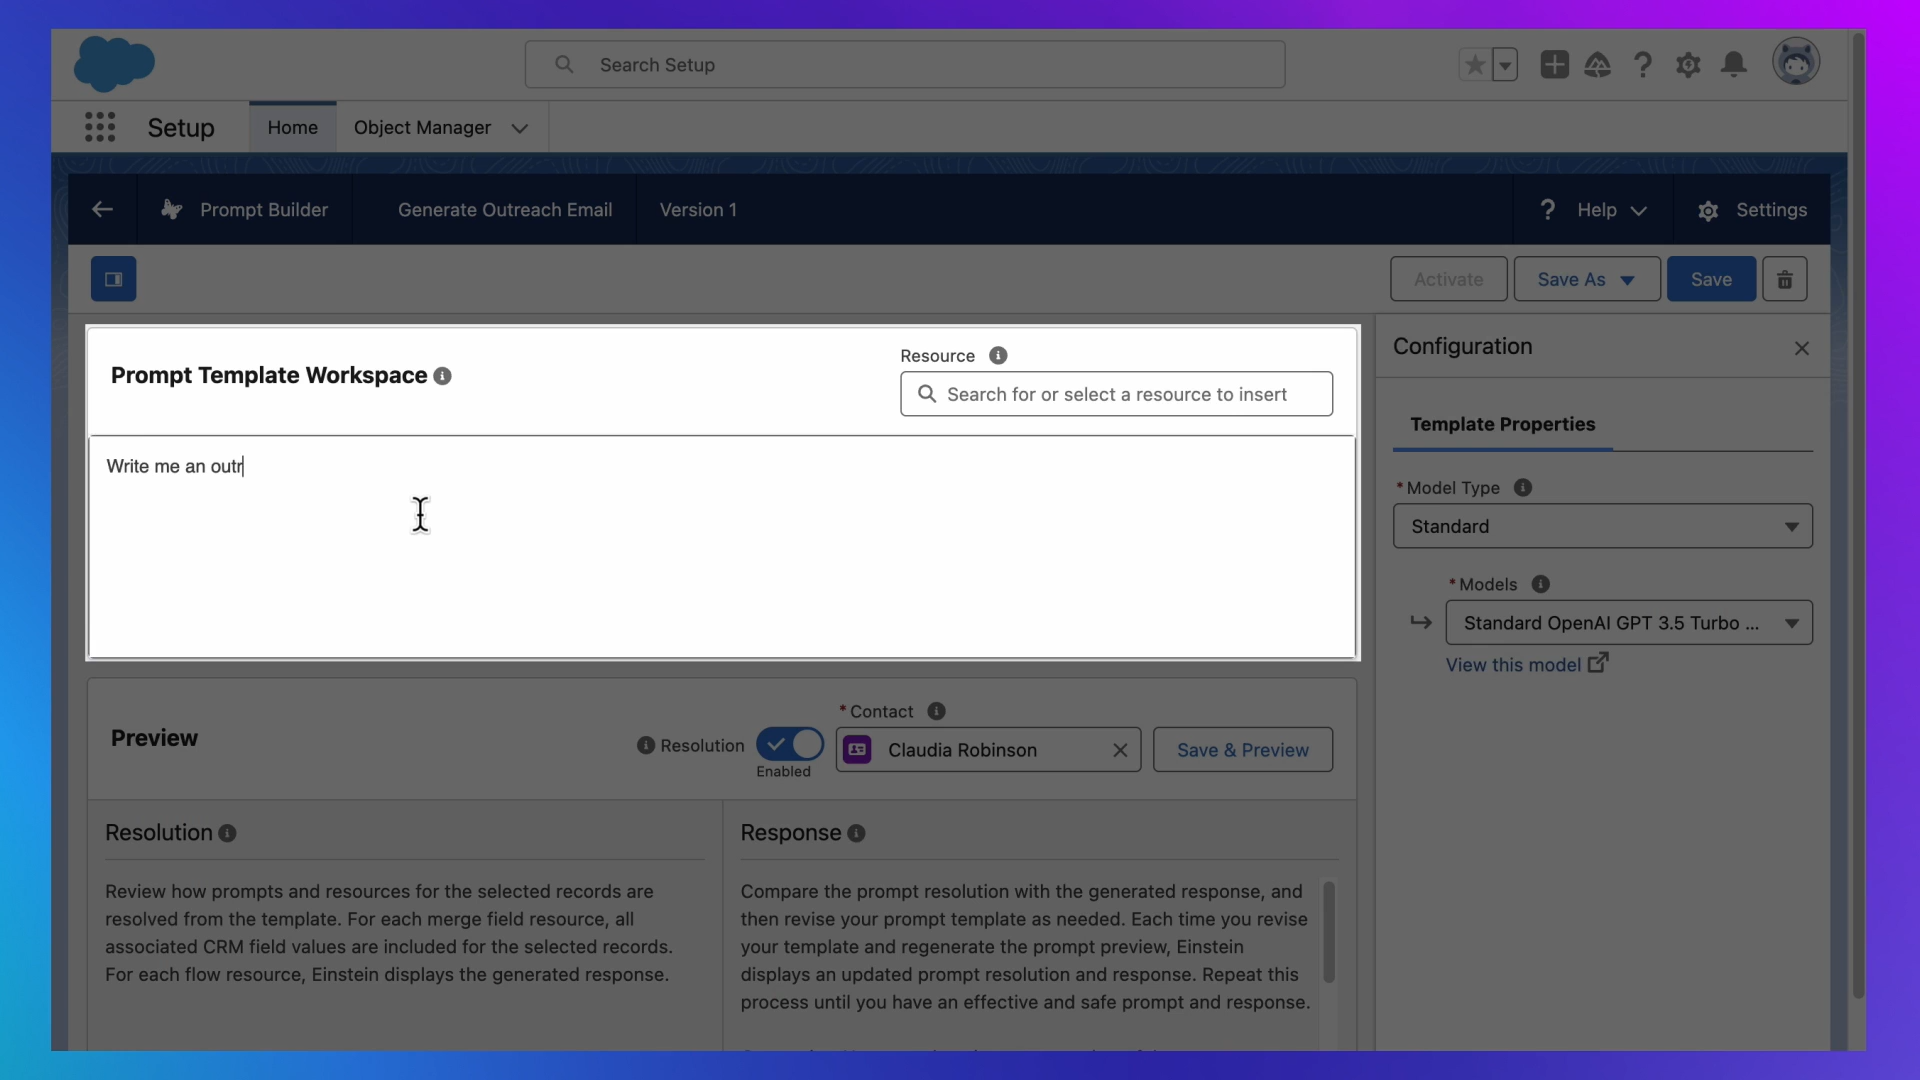 Search Setup
Setup
Home
Object Manager
Prompt Builder
Generate Outreach Email
Version 1
? Help
Settings
Activate
Save As
Save
Prompt Template Workspace
Resource
Search for or select a resource to insert
Write me an outr
Configuration
Template Properties
* Model Type
Standard
* Models
Standard OpenAI GPT 3.5 Turbo ...
View this model
Preview
Resolution
Enabled
* Contact
Claudia Robinson
Save & Preview
Resolution
Review how prompts and resources for the selected records are
resolved from the template. For each merge field resource, all
associated CRM field values are included for the selected records.
For each flow resource, Einstein displays the generated response.
Response
Compare the prompt resolution with the generated response, and
then revise your prompt template as needed. Each time you revise
your template and regenerate the prompt preview, Einstein
displays an updated prompt resolution and response. Repeat this
process until you have an effective and safe prompt and response.